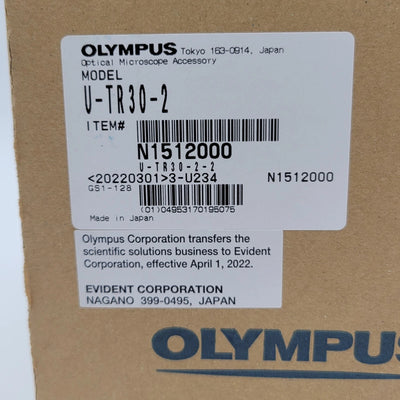 OLYMPUS Tokyo 163-0914, Japan
Optical Microscope Accessory
MODEL
U-TR30-2
ITEM#
N1512000
U-TR30-2-2
<20220301>3-U234 N1512000
GS1-128
(01)04953170195075
Made in Japan
Olympus Corporation transfers the
scientific solutions business to Evident
Corporation, effective April 1, 2022.
EVIDENT CORPORATION
NAGANO 399-0495, JAPAN
OLYMPUS